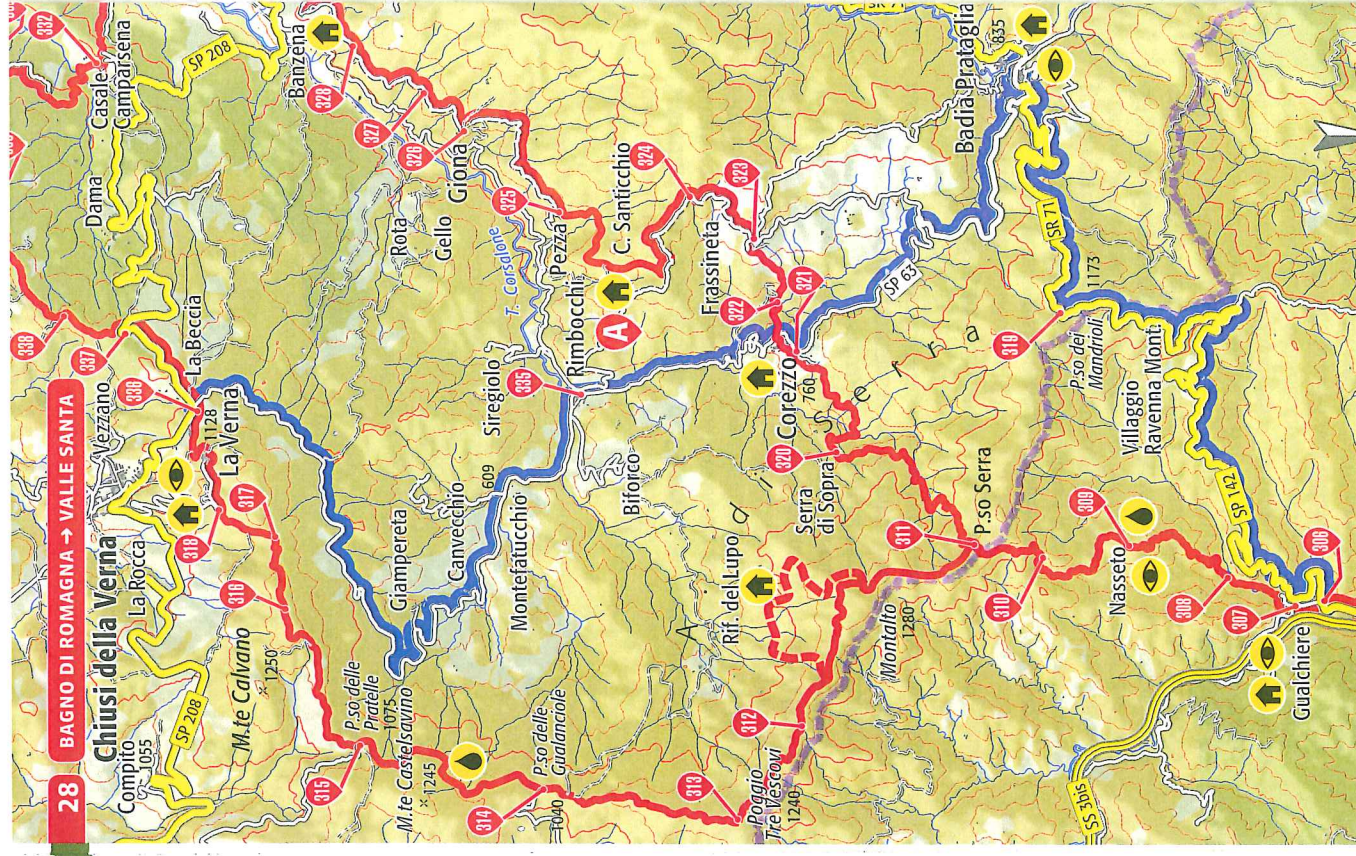 28
BAGNO DI ROMAGNA → VALLE SANTA
Chiusi della Verna
Compito
1055
La Rocca
Vezzano
SP 208
M.te Calvano
× 1250
La Verna
1128
La Beccia
338
337
336
318
317
316
Dama
Casale
Camparsena
332
SP 208
Banzena
328
327
326
Giona
Rota
Gello
T. Corsalone
325
Pezza
C. Santicchio
324
A
Rimbocchi
335
Siregiolo
Biforco
609
Canvecchio
Montefatucchio
Giampereta
P.so delle
Pratelle
1075
315
M.te Castelsavino
× 1245
314
P.so delle
Gualanciole
1040
313
Poggio
Tre Vescovi
1240
312
Rif. del Lupo
A d i S e r r a
Montalto
1280
311
P.so Serra
310
Serra
di Sopra
320
Corezzo
760
321
322
Frassineta
323
SP 63
Badia Prataglia
835
SR 71
SR 71
1173
319
P.so dei
Mandrioli
Villaggio
Ravenna Mont.
SP 142
309
Nasseto
308
307
306
Gualchiere
SS 3bis